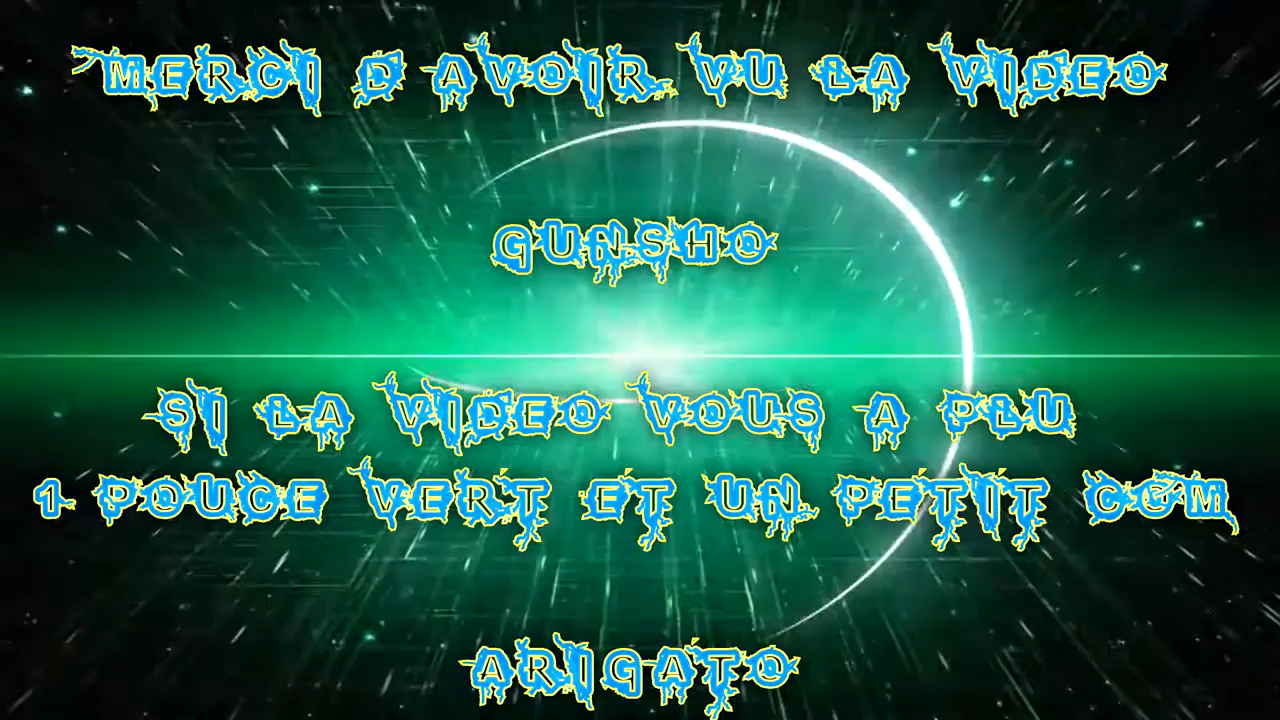 MERCI D AVOIR VU LA VIDEO
GUNSHO
SI LA VIDEO VOUS A PLU
1 POUCE VERT ET UN PETIT COM
ARIGATO